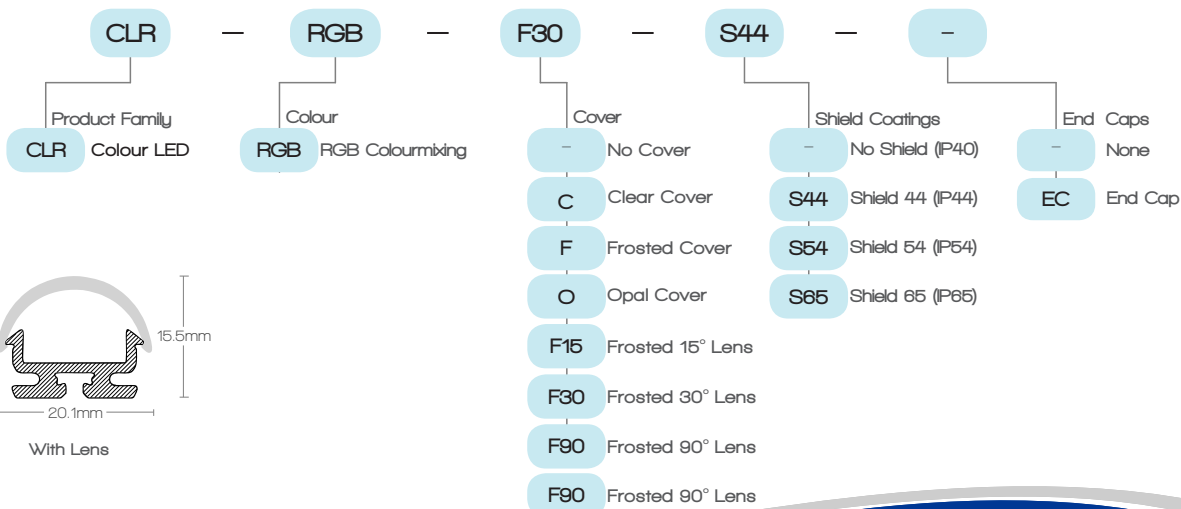 CLR — RGB — F30 — S44 — -
Product Family
CLR Colour LED
Colour
RGB RGB Colourmixing
Cover
- No Cover
C Clear Cover
F Frosted Cover
O Opal Cover
F15 Frosted 15° Lens
F30 Frosted 30° Lens
F90 Frosted 90° Lens
F90 Frosted 90° Lens
Shield Coatings
- No Shield (IP40)
S44 Shield 44 (IP44)
S54 Shield 54 (IP54)
S65 Shield 65 (IP65)
End Caps
- None
EC End Cap
15.5mm
20.1mm
With Lens